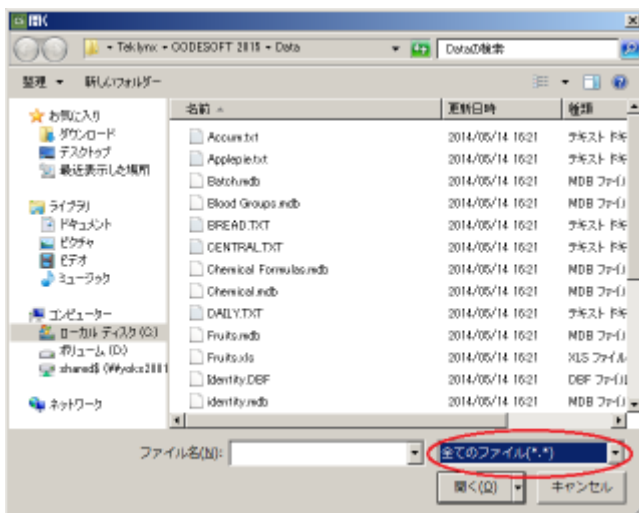 開く
Teklynx
CODESOFT 2015
Data
Dataの検索
整理
新しいフォルダー
お気に入り
ダウンロード
デスクトップ
最近表示した場所
ライブラリ
ドキュメント
ピクチャ
ビデオ
ミュージック
コンピューター
ローカル ディスク (C:)
ボリューム (D:)
ネットワーク
名前 更新日時 種類
Accum.txt 2014/05/14 16:21 テキスト ドキ
Applepie.txt 2014/05/14 16:21 テキスト ドキ
Batch.mdb 2014/05/14 16:21 MDB ファイル
Blood Groups.mdb 2014/05/14 16:21 MDB ファイル
BREAD.TXT 2014/05/14 16:21 テキスト ドキ
CENTRAL.TXT 2014/05/14 16:21 テキスト ドキ
Chemical Formulas.mdb 2014/05/14 16:21 MDB ファイル
Chemical.mdb 2014/05/14 16:21 MDB ファイル
DAILY.TXT 2014/05/14 16:21 テキスト ドキ
Fruits.mdb 2014/05/14 16:21 MDB ファイル
Fruits.xls 2014/05/14 16:21 XLS ファイル
Identity.DBF 2014/05/14 16:21 DBF ファイル
identity.mdb 2014/05/14 16:21 MDB ファイル
ファイル名(N):
全てのファイル(*.*)
開く(O)
キャンセル